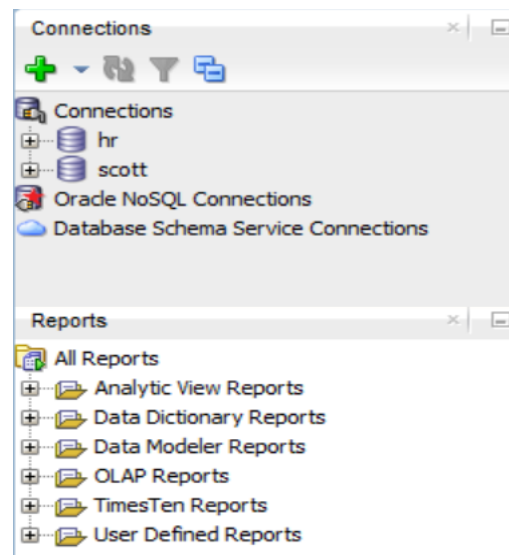 Connections
Connections
hr
scott
Oracle NoSQL Connections
Database Schema Service Connections
Reports
All Reports
Analytic View Reports
Data Dictionary Reports
Data Modeler Reports
OLAP Reports
TimesTen Reports
User Defined Reports